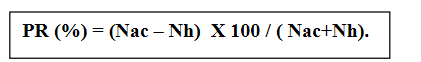 PR (%) = (Nac – Nh)  X 100 / ( Nac+Nh).